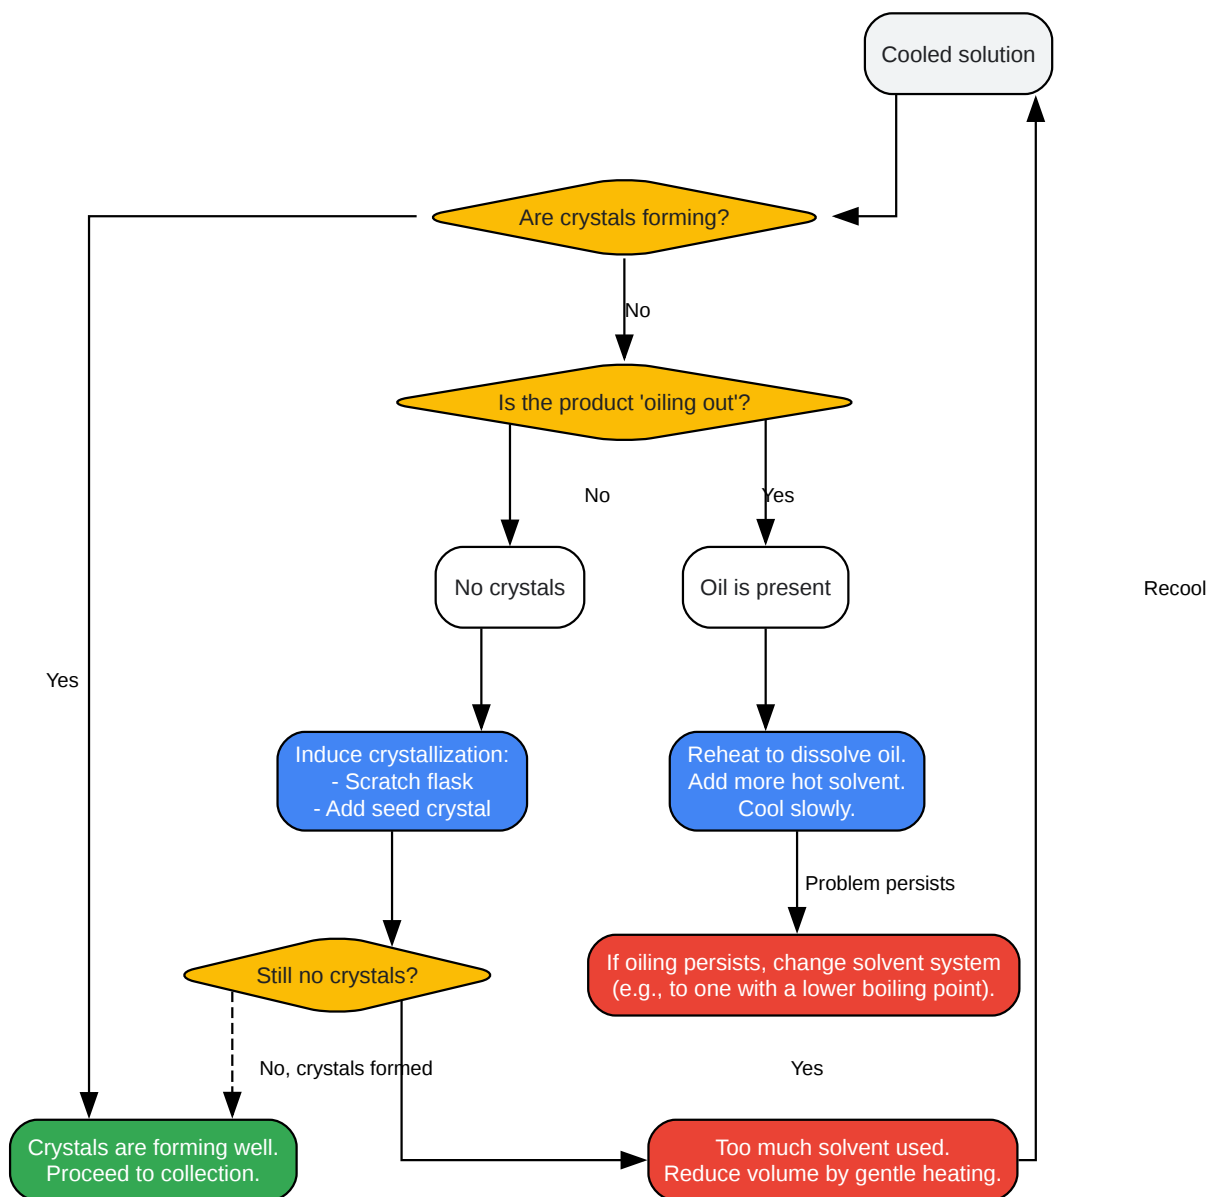 Cooled solution
Are crystals forming?
No
Is the product 'oiling out'?
No
Yes
No crystals
Oil is present
Recool
Yes
Induce crystallization:
- Scratch flask
- Add seed crystal
Reheat to dissolve oil.
Add more hot solvent.
Cool slowly.
Problem persists
Still no crystals?
If oiling persists, change solvent system
(e.g., to one with a lower boiling point).
No, crystals formed
Yes
Crystals are forming well.
Proceed to collection.
Too much solvent used.
Reduce volume by gentle heating.